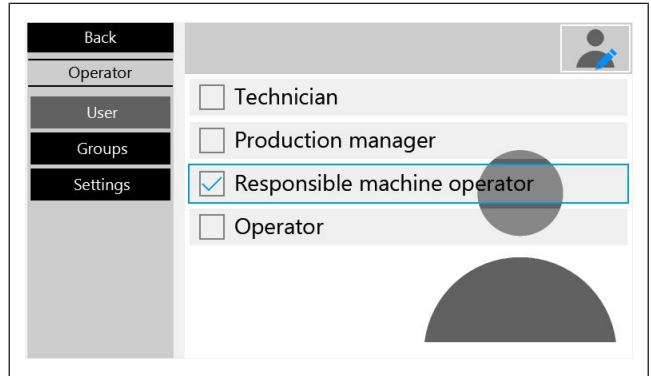 Back
Operator
User
Groups
Settings
Technician
Production manager
Responsible machine operator
Operator